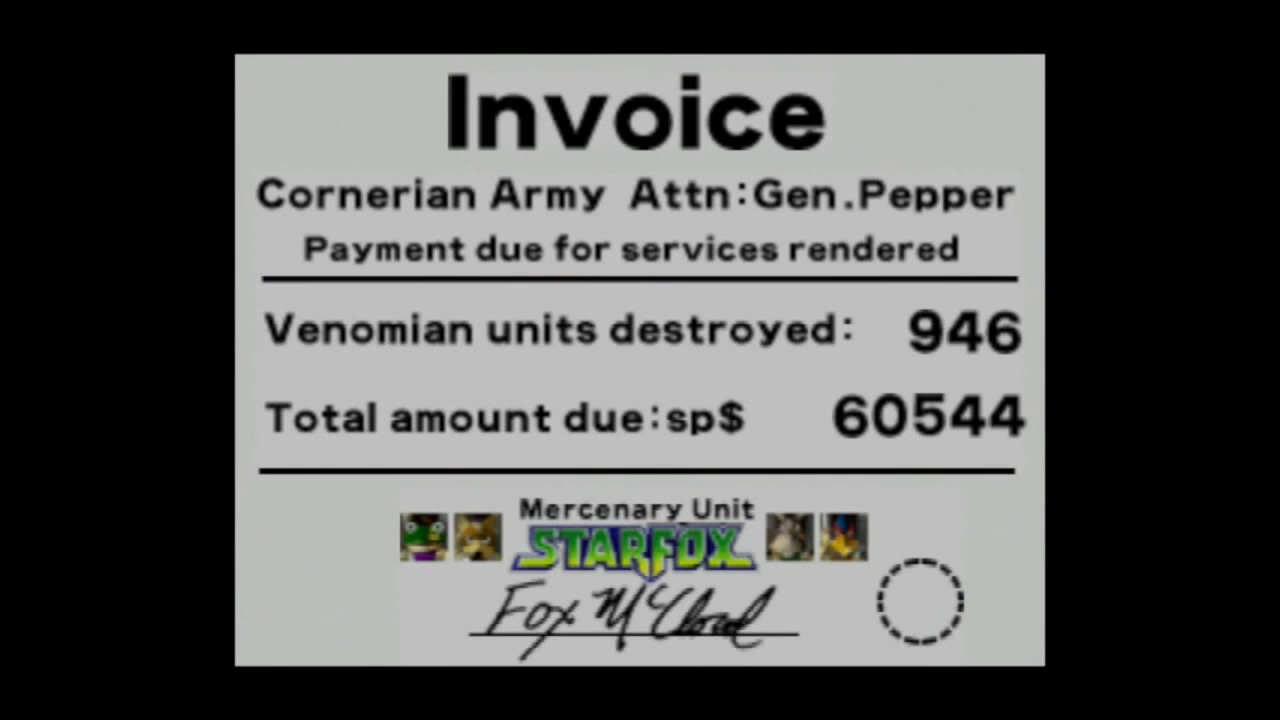 Invoice
Cornerian Army Attn:Gen.Pepper
Payment due for services rendered
Venomian units destroyed: 946
Total amount due:sp$ 60544
Mercenary Unit
STARFOX
Fox McCloud